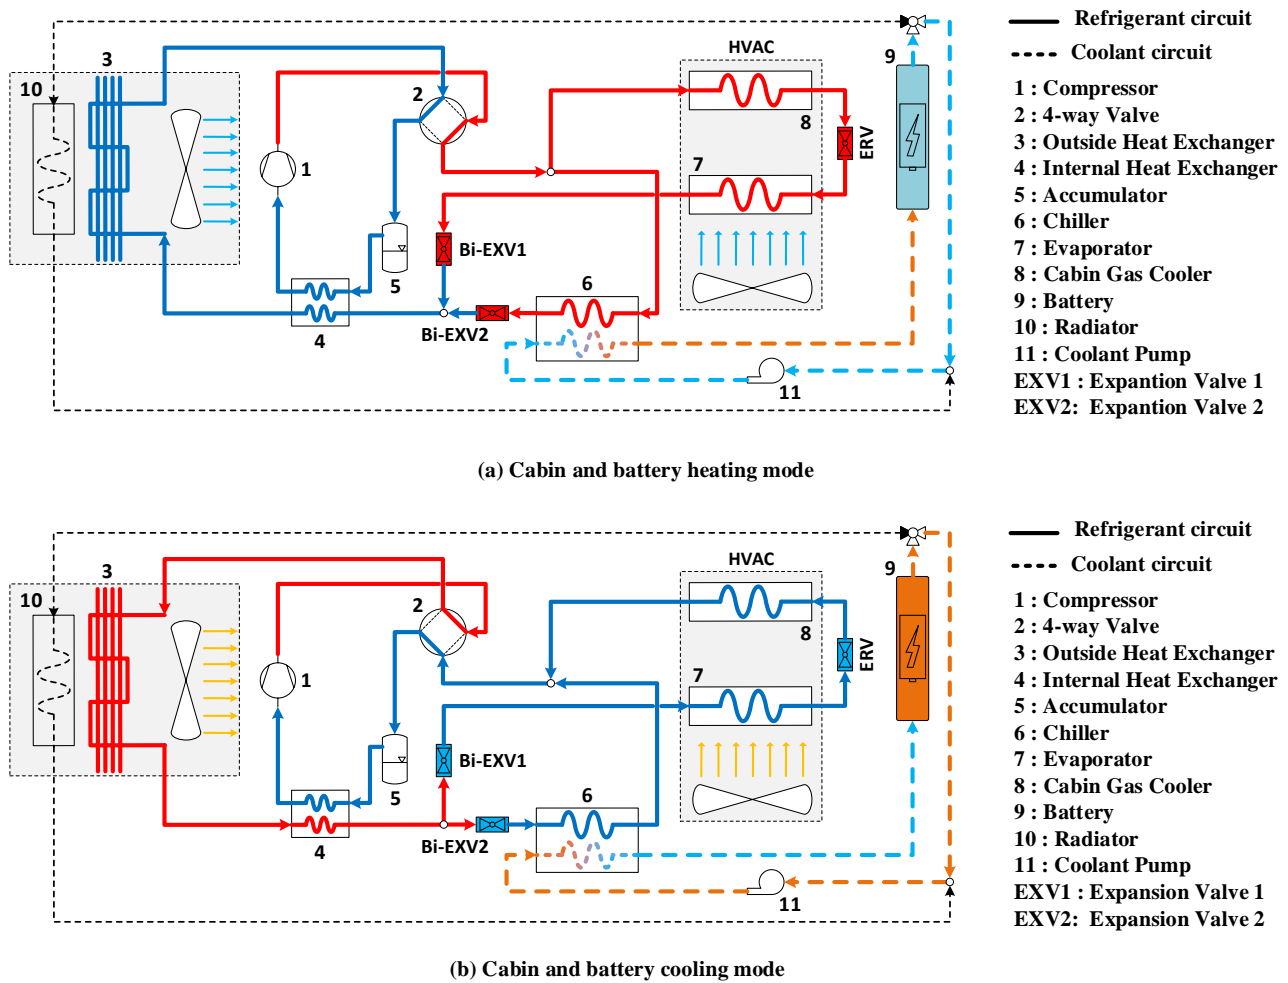 Refrigerant circuit
Coolant circuit
1 : Compressor
2 : 4-way Valve
3 : Outside Heat Exchanger
4 : Internal Heat Exchanger
5 : Accumulator
6 : Chiller
7 : Evaporator
8 : Cabin Gas Cooler
9 : Battery
10 : Radiator
11 : Coolant Pump
EXV1 : Expantion Valve 1
EXV2: Expantion Valve 2
3
10
2
1
HVAC
8
ERV
7
9
Bi-EXV1
5
6
Bi-EXV2
4
11
(a) Cabin and battery heating mode
Refrigerant circuit
Coolant circuit
1 : Compressor
2 : 4-way Valve
3 : Outside Heat Exchanger
4 : Internal Heat Exchanger
5 : Accumulator
6 : Chiller
7 : Evaporator
8 : Cabin Gas Cooler
9 : Battery
10 : Radiator
11 : Coolant Pump
EXV1 : Expansion Valve 1
EXV2: Expansion Valve 2
3
10
2
1
HVAC
8
ERV
7
9
Bi-EXV1
5
6
Bi-EXV2
4
11
(b) Cabin and battery cooling mode